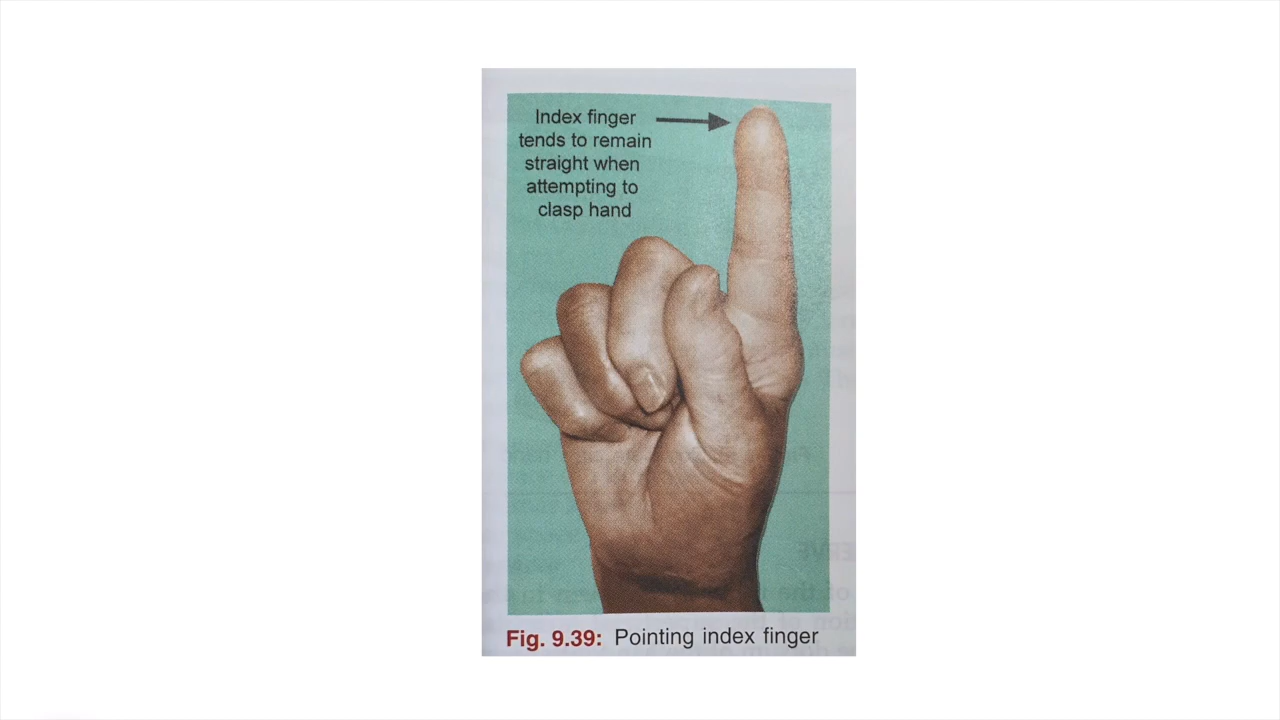 Index finger
tends to remain
straight when
attempting to
clasp hand
Fig. 9.39: Pointing index finger